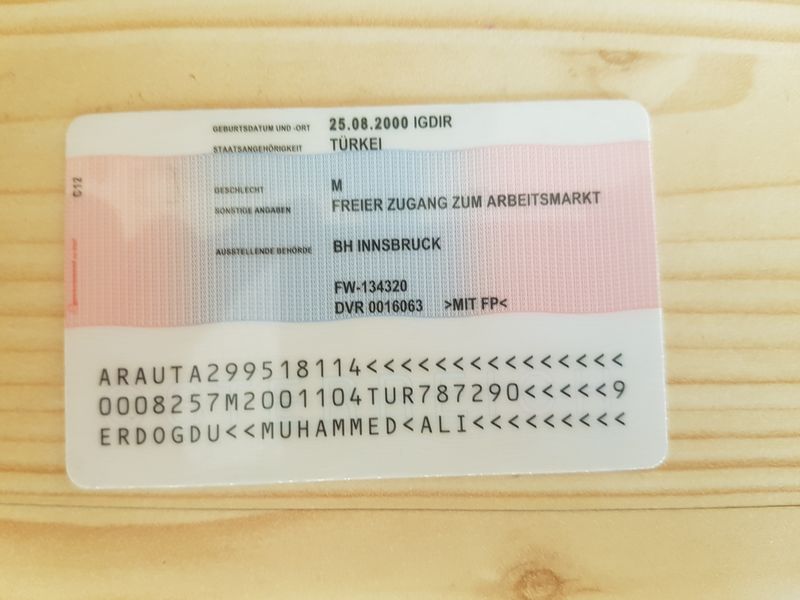 GEBURTSDATUM UND -ORT 25.08.2000 IGDIR
STAATSANGEHÖRIGKEIT TÜRKEI
C12
GESCHLECHT M
SONSTIGE ANGABEN FREIER ZUGANG ZUM ARBEITSMARKT
AUSSTELLENDE BEHÖRDE BH INNSBRUCK
FW-134320
DVR 0016063 >MIT FP<
ARAUTA299518114<<<<<<<<<<<<<<<
0008257M2001104TUR787290<<<<<9
ERDOGDU<<MUHAMMED<ALI<<<<<<<<<